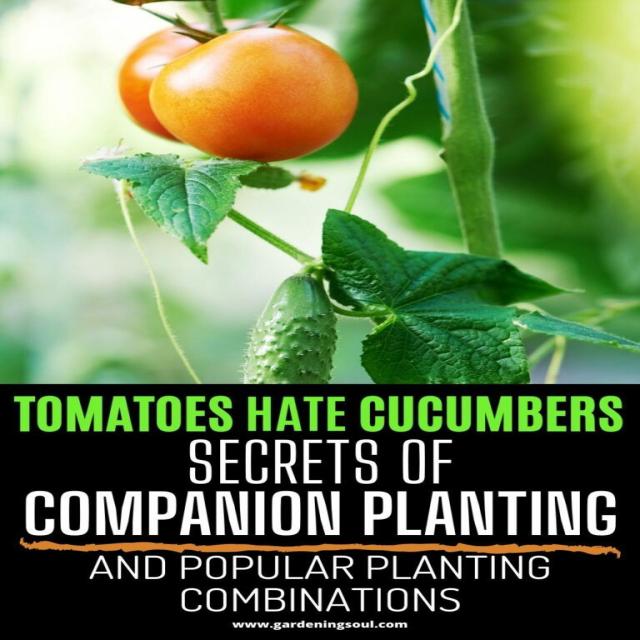 TOMATOES HATE CUCUMBERS
SECRETS OF
COMPANION PLANTING
AND POPULAR PLANTING
COMBINATIONS
www.gardeningsoul.com